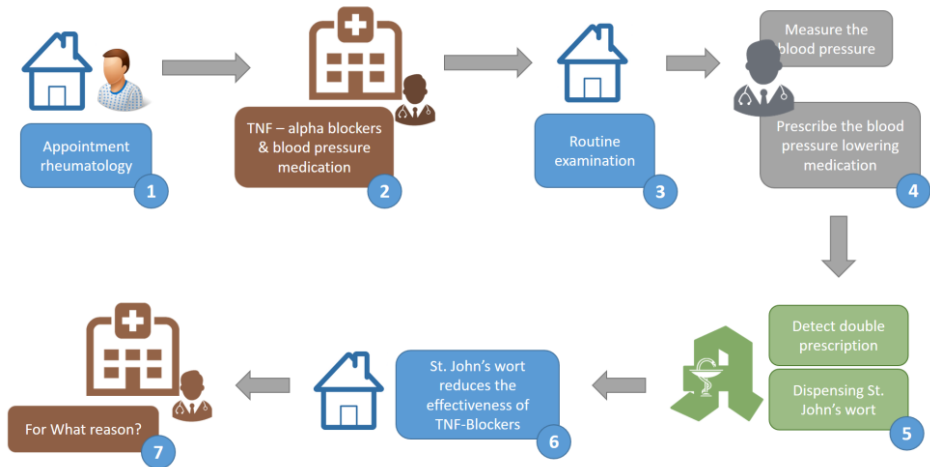 Appointment
rheumatology
1
TNF – alpha blockers
& blood pressure
medication
2
Routine
examination
3
Measure the
blood pressure
Prescribe the blood
pressure lowering
medication
4
Detect double
prescription
Dispensing St.
John's wort
5
St. John's wort
reduces the
effectiveness of
TNF-Blockers
6
For What reason?
7